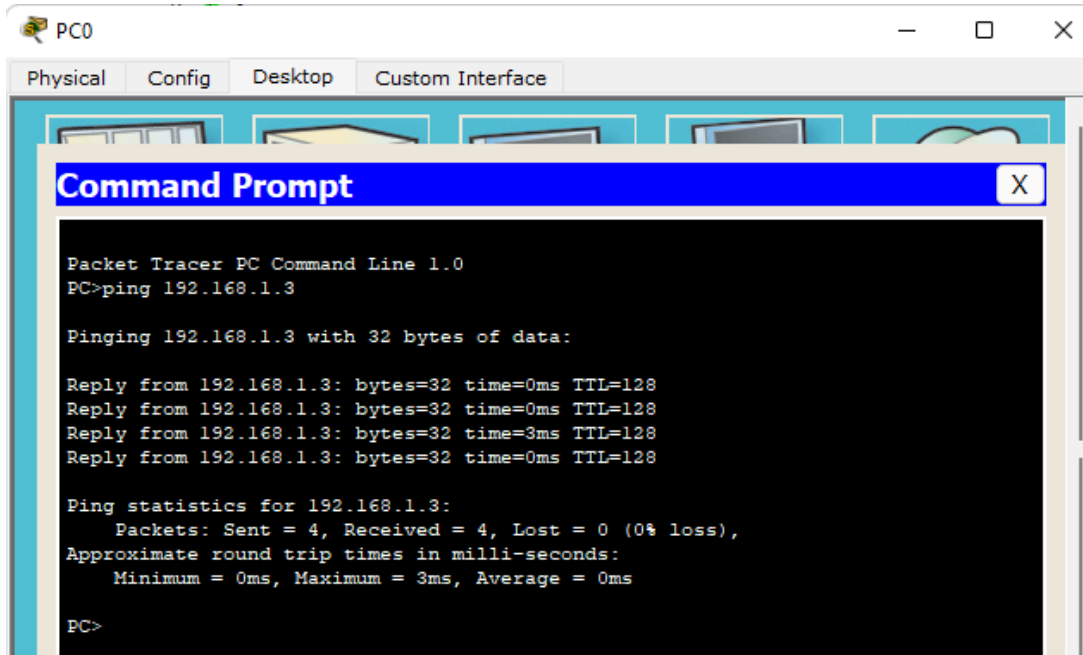 PC0
Physical Config Desktop Custom Interface
Command Prompt X
Packet Tracer PC Command Line 1.0
PC>ping 192.168.1.3
Pinging 192.168.1.3 with 32 bytes of data:
Reply from 192.168.1.3: bytes=32 time=0ms TTL=128
Reply from 192.168.1.3: bytes=32 time=0ms TTL=128
Reply from 192.168.1.3: bytes=32 time=3ms TTL=128
Reply from 192.168.1.3: bytes=32 time=0ms TTL=128
Ping statistics for 192.168.1.3:
Packets: Sent = 4, Received = 4, Lost = 0 (0% loss),
Approximate round trip times in milli-seconds:
Minimum = 0ms, Maximum = 3ms, Average = 0ms
PC>